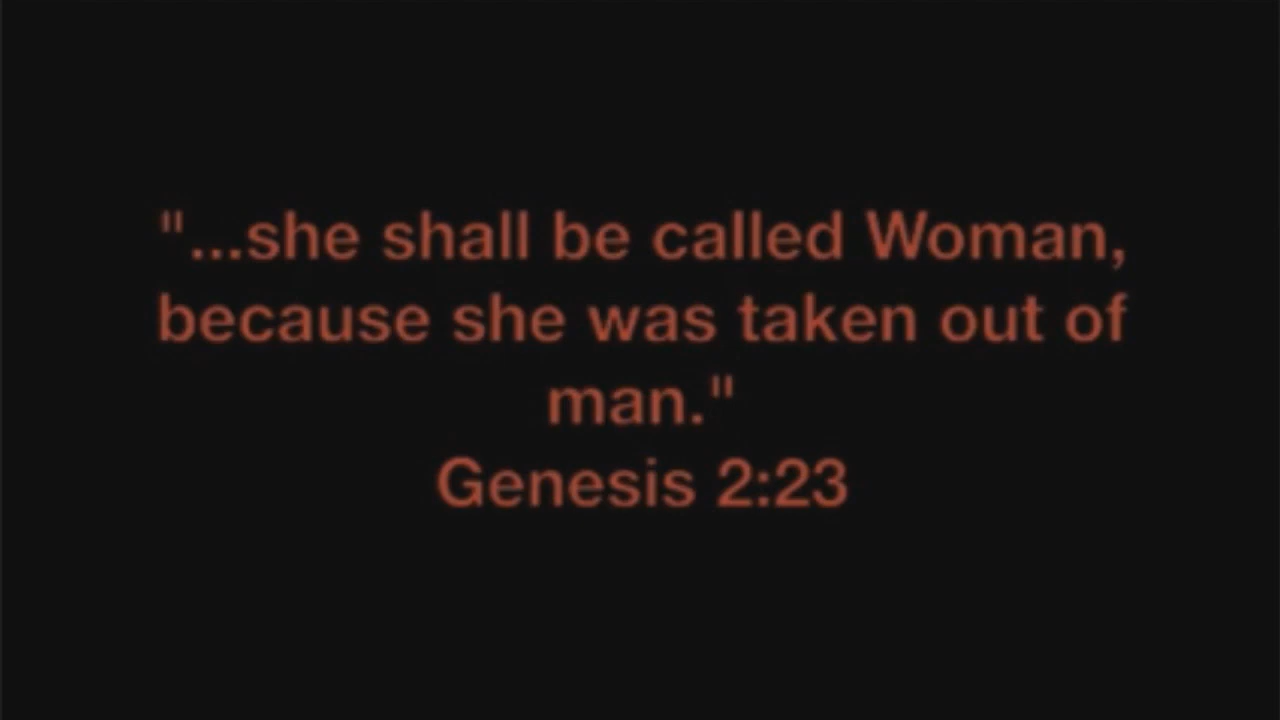 "...she shall be called Woman,
because she was taken out of
man."
Genesis 2:23